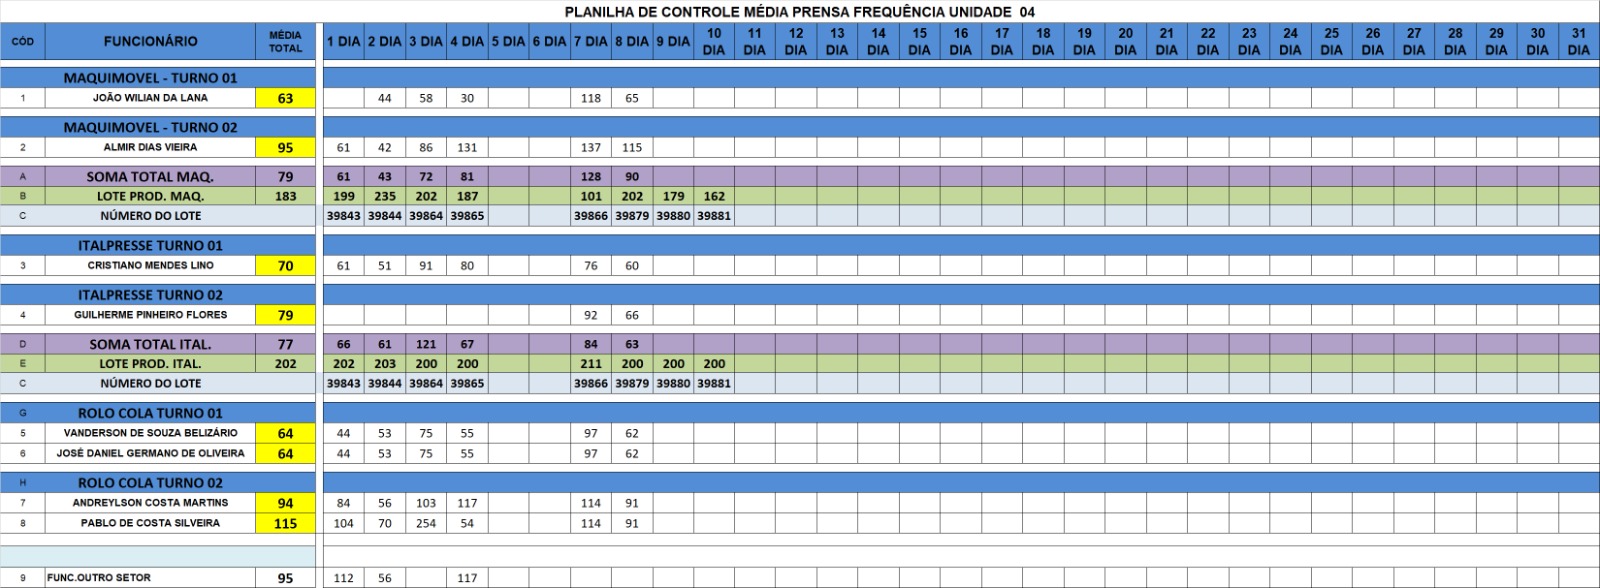 PLANILHA DE CONTROLE MÉDIA PRENSA FREQUÊNCIA UNIDADE 04
CÓD FUNCIONÁRIO MÉDIA TOTAL 1 DIA 2 DIA 3 DIA 4 DIA 5 DIA 6 DIA 7 DIA 8 DIA 9 DIA 10 DIA 11 DIA 12 DIA 13 DIA 14 DIA 15 DIA 16 DIA 17 DIA 18 DIA 19 DIA 20 DIA 21 DIA 22 DIA 23 DIA 24 DIA 25 DIA 26 DIA 27 DIA 28 DIA 29 DIA 30 DIA 31 DIA
MAQUIMOVEL - TURNO 01
1 JOÃO WILIAN DA LANA 63 44 58 30 118 65
MAQUIMOVEL - TURNO 02
2 ALMIR DIAS VIEIRA 95 61 42 86 131 137 115
A SOMA TOTAL MAQ. 79 61 43 72 81 128 90
B LOTE PROD. MAQ. 183 199 235 202 187 101 202 179 162
C NÚMERO DO LOTE 39843 39844 39864 39865 39866 39879 39880 39881
ITALPRESSE TURNO 01
3 CRISTIANO MENDES LINO 70 61 51 91 80 76 60
ITALPRESSE TURNO 02
4 GUILHERME PINHEIRO FLORES 79 92 66
D SOMA TOTAL ITAL. 77 66 61 121 67 84 63
E LOTE PROD. ITAL. 202 202 203 200 200 211 200 200 200
C NÚMERO DO LOTE 39843 39844 39864 39865 39866 39879 39880 39881
G ROLO COLA TURNO 01
5 VANDERSON DE SOUZA BELIZÁRIO 64 44 53 75 55 97 62
6 JOSÉ DANIEL GERMANO DE OLIVEIRA 64 44 53 75 55 97 62
H ROLO COLA TURNO 02
7 ANDREYLSON COSTA MARTINS 94 84 56 103 117 114 91
8 PABLO DE COSTA SILVEIRA 115 104 70 254 54 114 91
9 FUNC.OUTRO SETOR 95 112 56 117